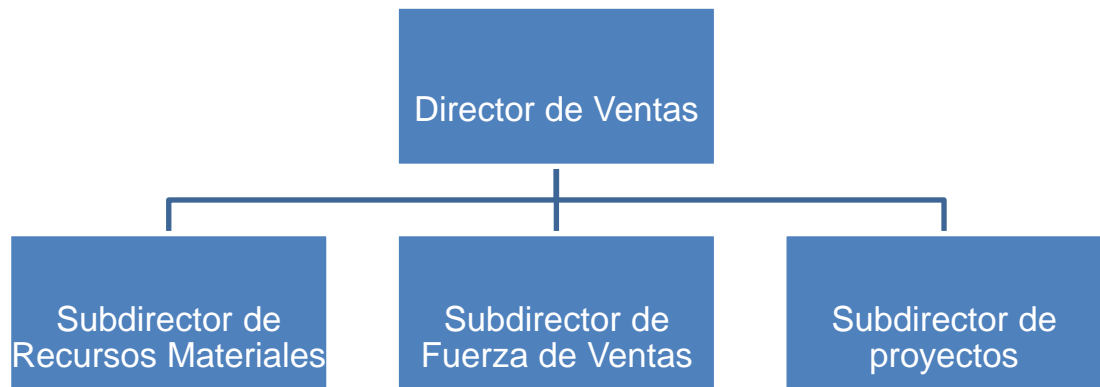 Director de Ventas
Subdirector de
Recursos Materiales
Subdirector de
Fuerza de Ventas
Subdirector de
proyectos